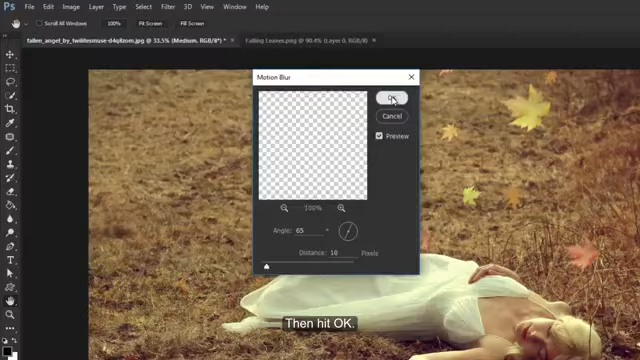 Ps File Edit Image Layer Type Select Filter 3D View Window Help
Scroll All Windows 100% Fit Screen Fill Screen
fallen_angel_by_twilitesmuse-d4q8zom.jpg @ 33.5% (Medium, RGB/8*) * × Falling Leaves.png @ 90.4% (Layer 0, RGB/8) ×
Motion Blur
OK
Cancel
Preview
100%
Angle: 65 °
Distance: 10 Pixels
Then hit OK.